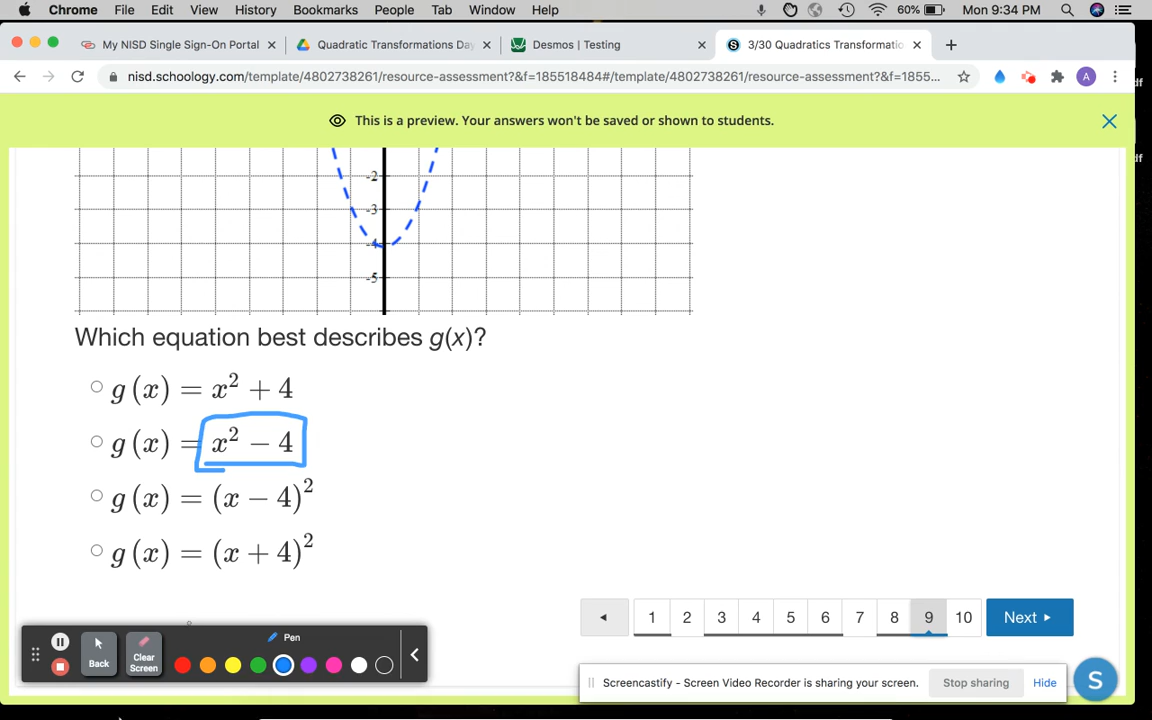 Chrome File Edit View History Bookmarks People Tab Window Help 60% Mon 9:34 PM
My NISD Single Sign-On Portal × Quadratic Transformations Day × Desmos | Testing × 3/30 Quadratics Transformatio × +
nisd.schoology.com/template/4802738261/resource-assessment?&f=185518484#/template/4802738261/resource-assessment?&f=1855... A
df
This is a preview. Your answers won't be saved or shown to students.
df
-2
-3
-4
-5
Which equation best describes g(x)?
g (x) = x² + 4
g (x) = x² − 4
g (x) = (x − 4)²
g (x) = (x + 4)²
1 2 3 4 5 6 7 8 9 10 Next
Back Clear Screen Pen
Screencastify - Screen Video Recorder is sharing your screen. Stop sharing Hide
S